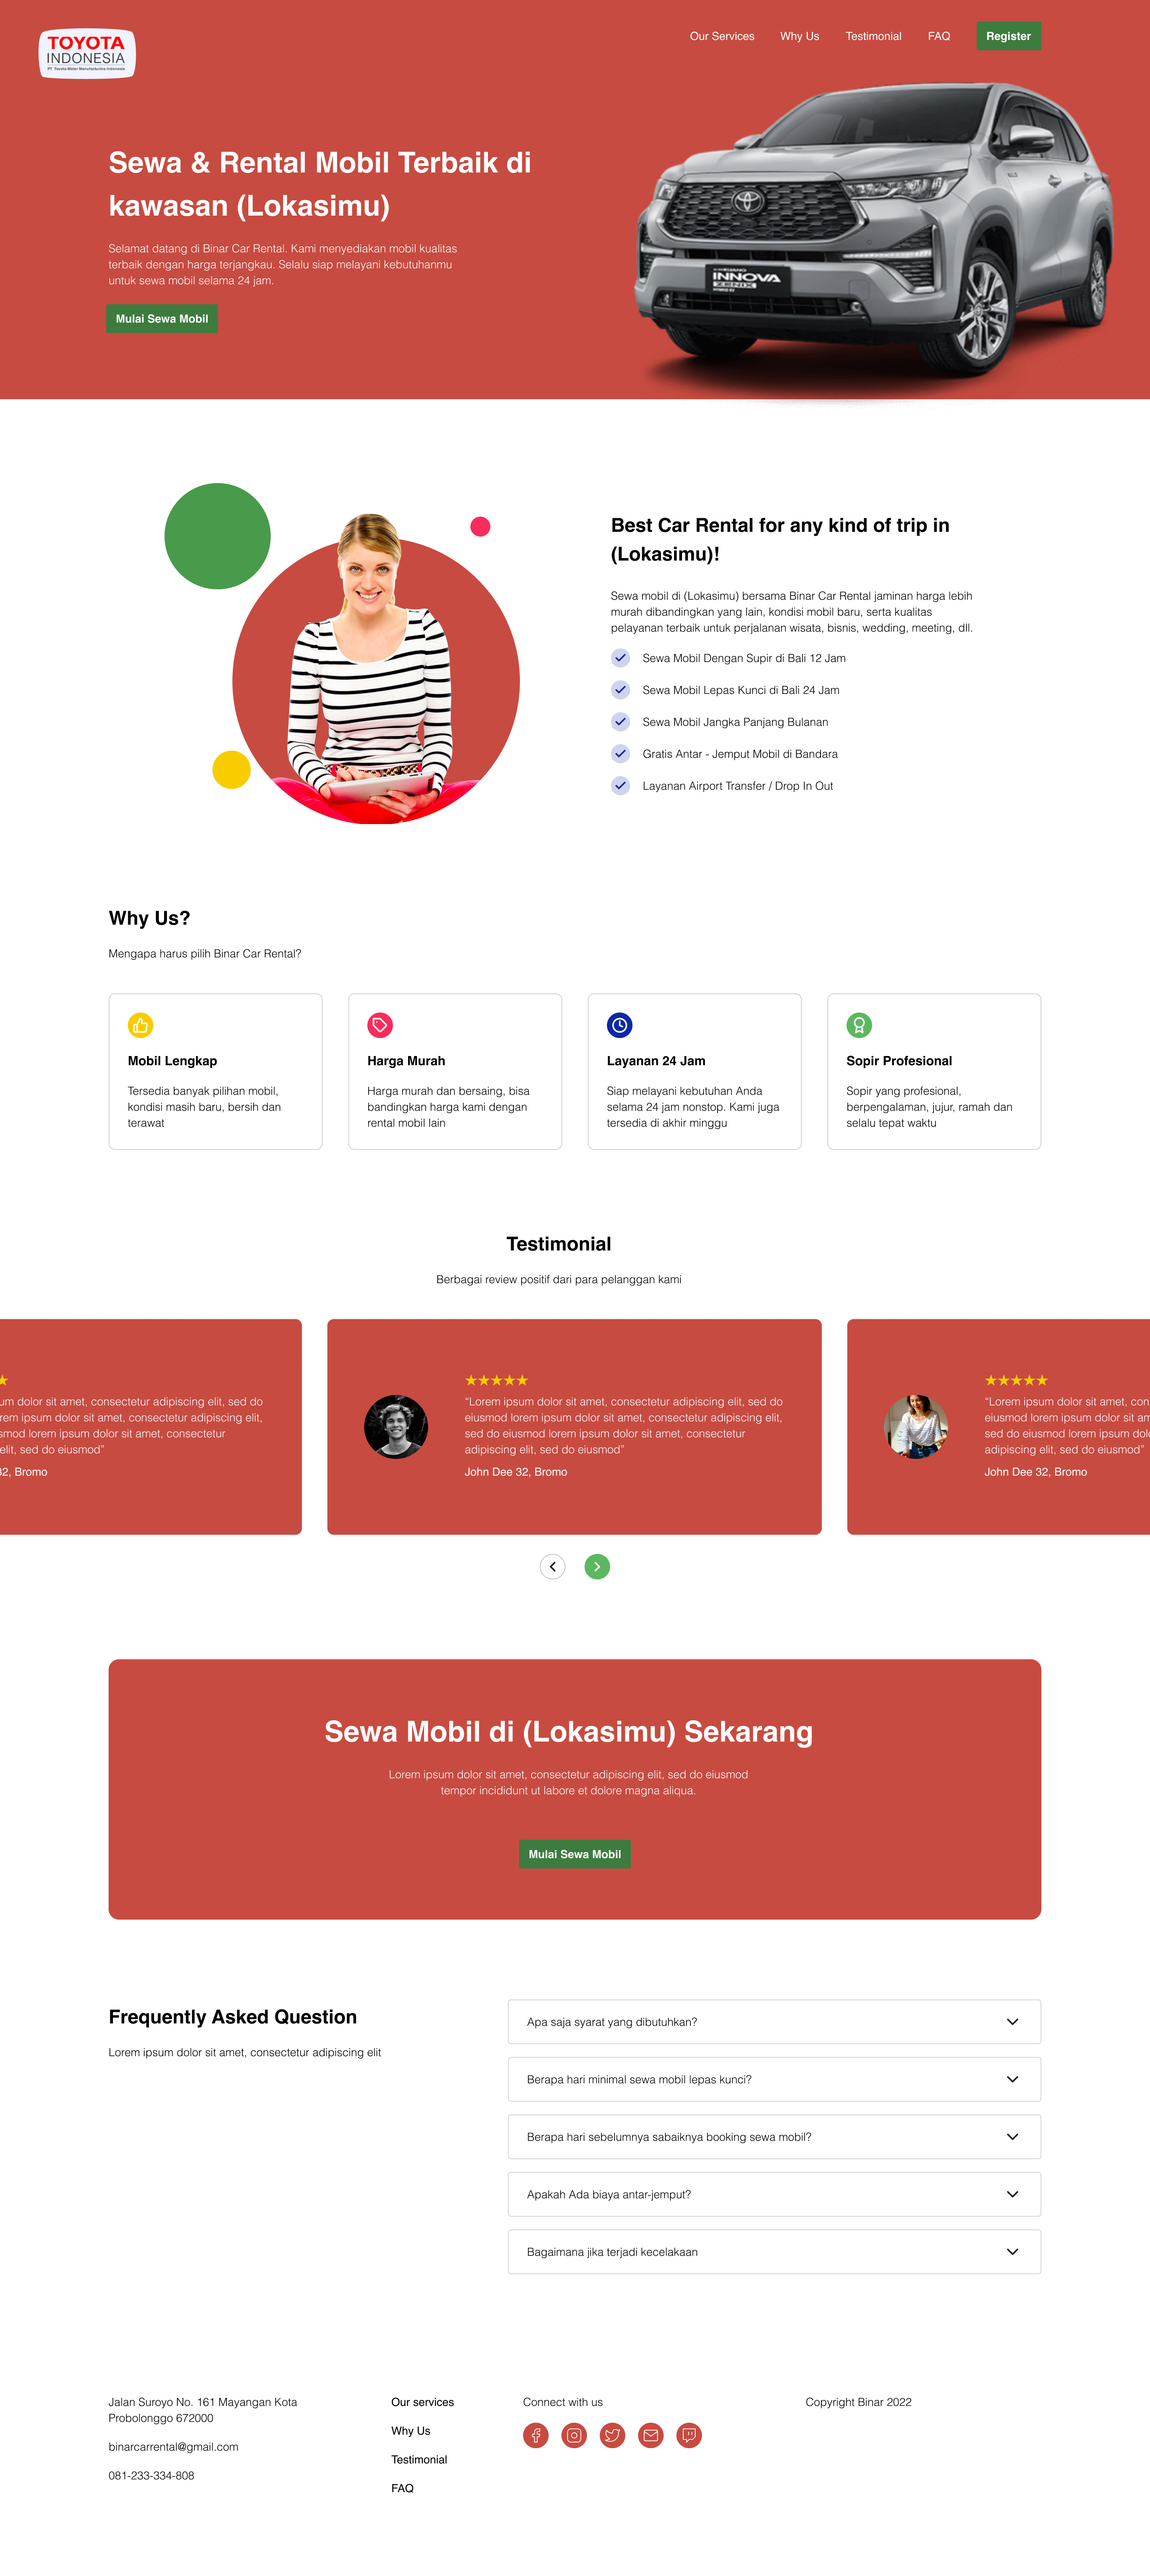 TOYOTA
INDONESIA
PT. Toyota Motor Manufacturing Indonesia
Our Services
Why Us
Testimonial
FAQ
Register
Sewa & Rental Mobil Terbaik di
kawasan (Lokasimu)
Selamat datang di Binar Car Rental. Kami menyediakan mobil kualitas
terbaik dengan harga terjangkau. Selalu siap melayani kebutuhanmu
untuk sewa mobil selama 24 jam.
Mulai Sewa Mobil
INNOVA
ZENIX
Best Car Rental for any kind of trip in
(Lokasimu)!
Sewa mobil di (Lokasimu) bersama Binar Car Rental jaminan harga lebih
murah dibandingkan yang lain, kondisi mobil baru, serta kualitas
pelayanan terbaik untuk perjalanan wisata, bisnis, wedding, meeting, dll.
Sewa Mobil Dengan Supir di Bali 12 Jam
Sewa Mobil Lepas Kunci di Bali 24 Jam
Sewa Mobil Jangka Panjang Bulanan
Gratis Antar - Jemput Mobil di Bandara
Layanan Airport Transfer / Drop In Out
Why Us?
Mengapa harus pilih Binar Car Rental?
Mobil Lengkap
Tersedia banyak pilihan mobil,
kondisi masih baru, bersih dan
terawat
Harga Murah
Harga murah dan bersaing, bisa
bandingkan harga kami dengan
rental mobil lain
Layanan 24 Jam
Siap melayani kebutuhan Anda
selama 24 jam nonstop. Kami juga
tersedia di akhir minggu
Sopir Profesional
Sopir yang profesional,
berpengalaman, jujur, ramah dan
selalu tepat waktu
Testimonial
Berbagai review positif dari para pelanggan kami
um dolor sit amet, consectetur adipiscing elit, sed do
rem ipsum dolor sit amet, consectetur adipiscing elit,
smod lorem ipsum dolor sit amet, consectetur
elit, sed do eiusmod”
32, Bromo
“Lorem ipsum dolor sit amet, consectetur adipiscing elit, sed do
eiusmod lorem ipsum dolor sit amet, consectetur adipiscing elit,
sed do eiusmod lorem ipsum dolor sit amet, consectetur
adipiscing elit, sed do eiusmod”
John Dee 32, Bromo
“Lorem ipsum dolor sit amet, con
eiusmod lorem ipsum dolor sit am
sed do eiusmod lorem ipsum dol
adipiscing elit, sed do eiusmod”
John Dee 32, Bromo
Sewa Mobil di (Lokasimu) Sekarang
Lorem ipsum dolor sit amet, consectetur adipiscing elit, sed do eiusmod
tempor incididunt ut labore et dolore magna aliqua.
Mulai Sewa Mobil
Frequently Asked Question
Lorem ipsum dolor sit amet, consectetur adipiscing elit
Apa saja syarat yang dibutuhkan?
Berapa hari minimal sewa mobil lepas kunci?
Berapa hari sebelumnya sabaiknya booking sewa mobil?
Apakah Ada biaya antar-jemput?
Bagaimana jika terjadi kecelakaan
Jalan Suroyo No. 161 Mayangan Kota
Probolonggo 672000
binarcarrental@gmail.com
081-233-334-808
Our services
Why Us
Testimonial
FAQ
Connect with us
Copyright Binar 2022